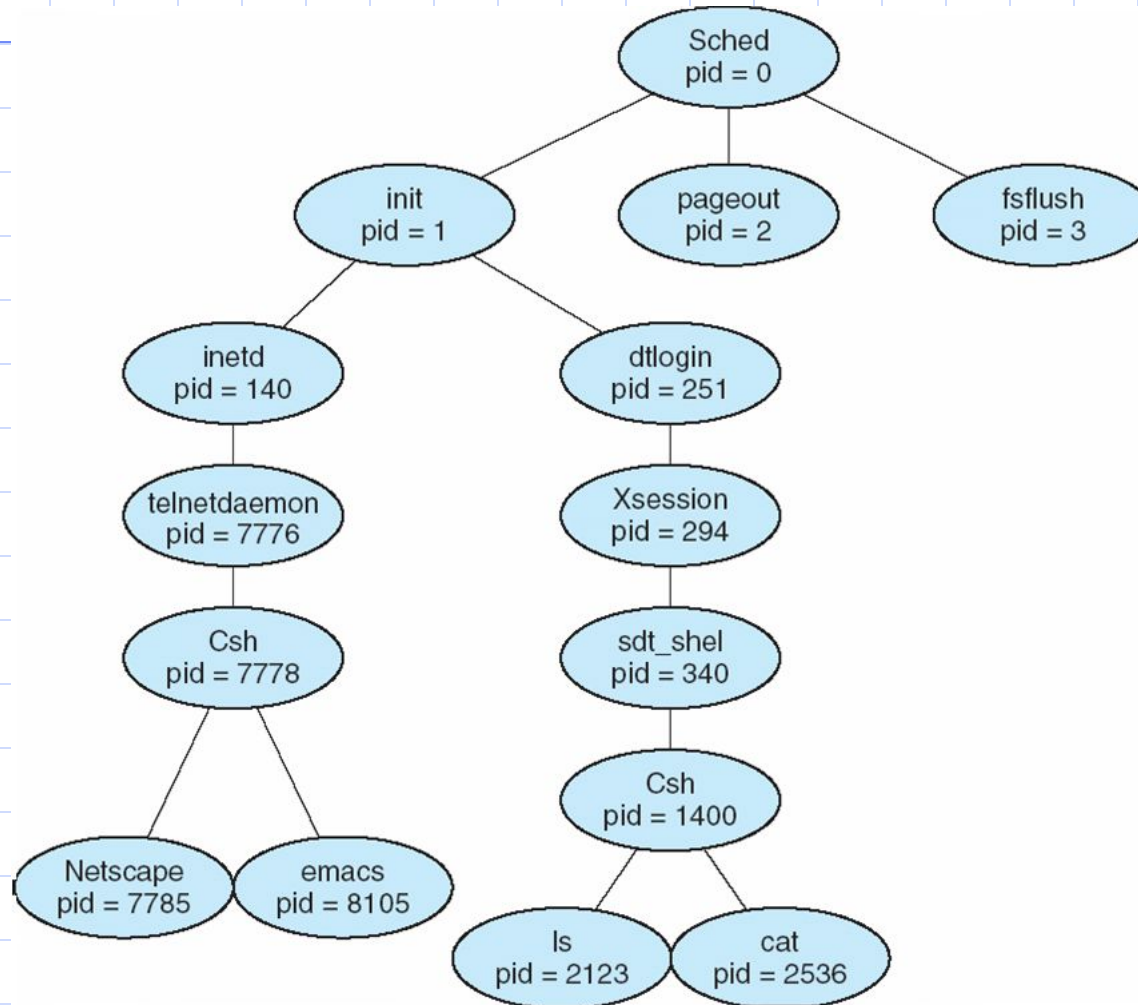 Sched
pid = 0
init
pid = 1
pageout
pid = 2
fsflush
pid = 3
inetd
pid = 140
dtlogin
pid = 251
telnetdaemon
pid = 7776
Xsession
pid = 294
Csh
pid = 7778
sdt_shel
pid = 340
Csh
pid = 1400
Netscape
pid = 7785
emacs
pid = 8105
ls
pid = 2123
cat
pid = 2536